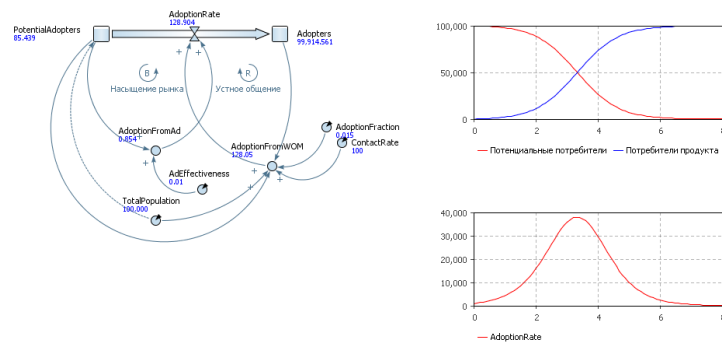 AdoptionRate
128.904
PotentialAdopters
85.439
Adopters
99,914.561
+ +
+ +
B
R
Насыщение рынка
Устное общение
AdoptionFromAd
0.854
+
AdoptionFraction
0.015
ContactRate
100
AdoptionFromWOM
128.05
+
+
+
+
+
AdEffectiveness
0.01
TotalPopulation
100,000
100,000
50,000
0
0 2 4 6 8
Потенциальные потребители Потребители продукта
40,000
30,000
20,000
10,000
0
0 2 4 6 8
AdoptionRate